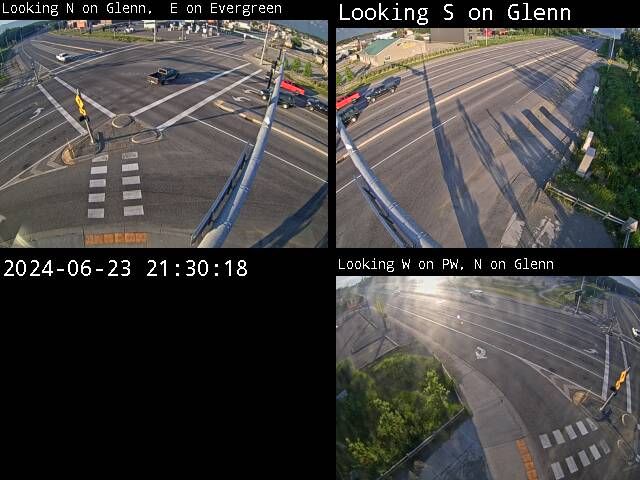 Looking N on Glenn, E on Evergreen
Looking S on Glenn
2024-06-23 21:30:18
Looking W on PW, N on Glenn